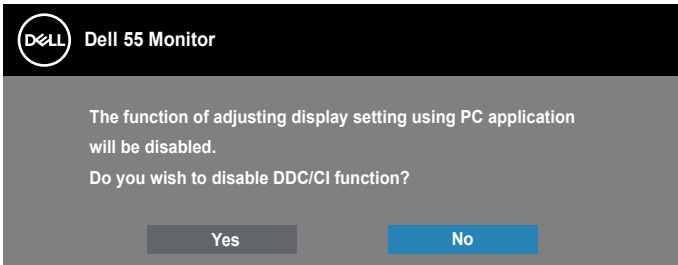 DELL Dell 55 Monitor
The function of adjusting display setting using PC application
will be disabled.
Do you wish to disable DDC/CI function?
Yes No